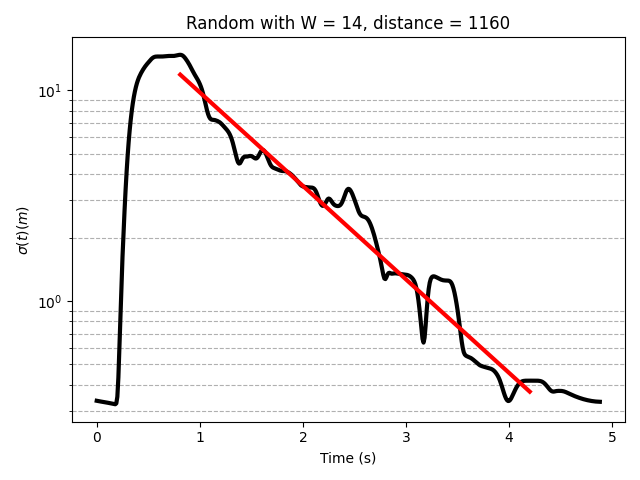 Random with W = 14, distance = 1160
σ(t)(m)
10¹
10⁰
0 1 2 3 4 5
Time (s)